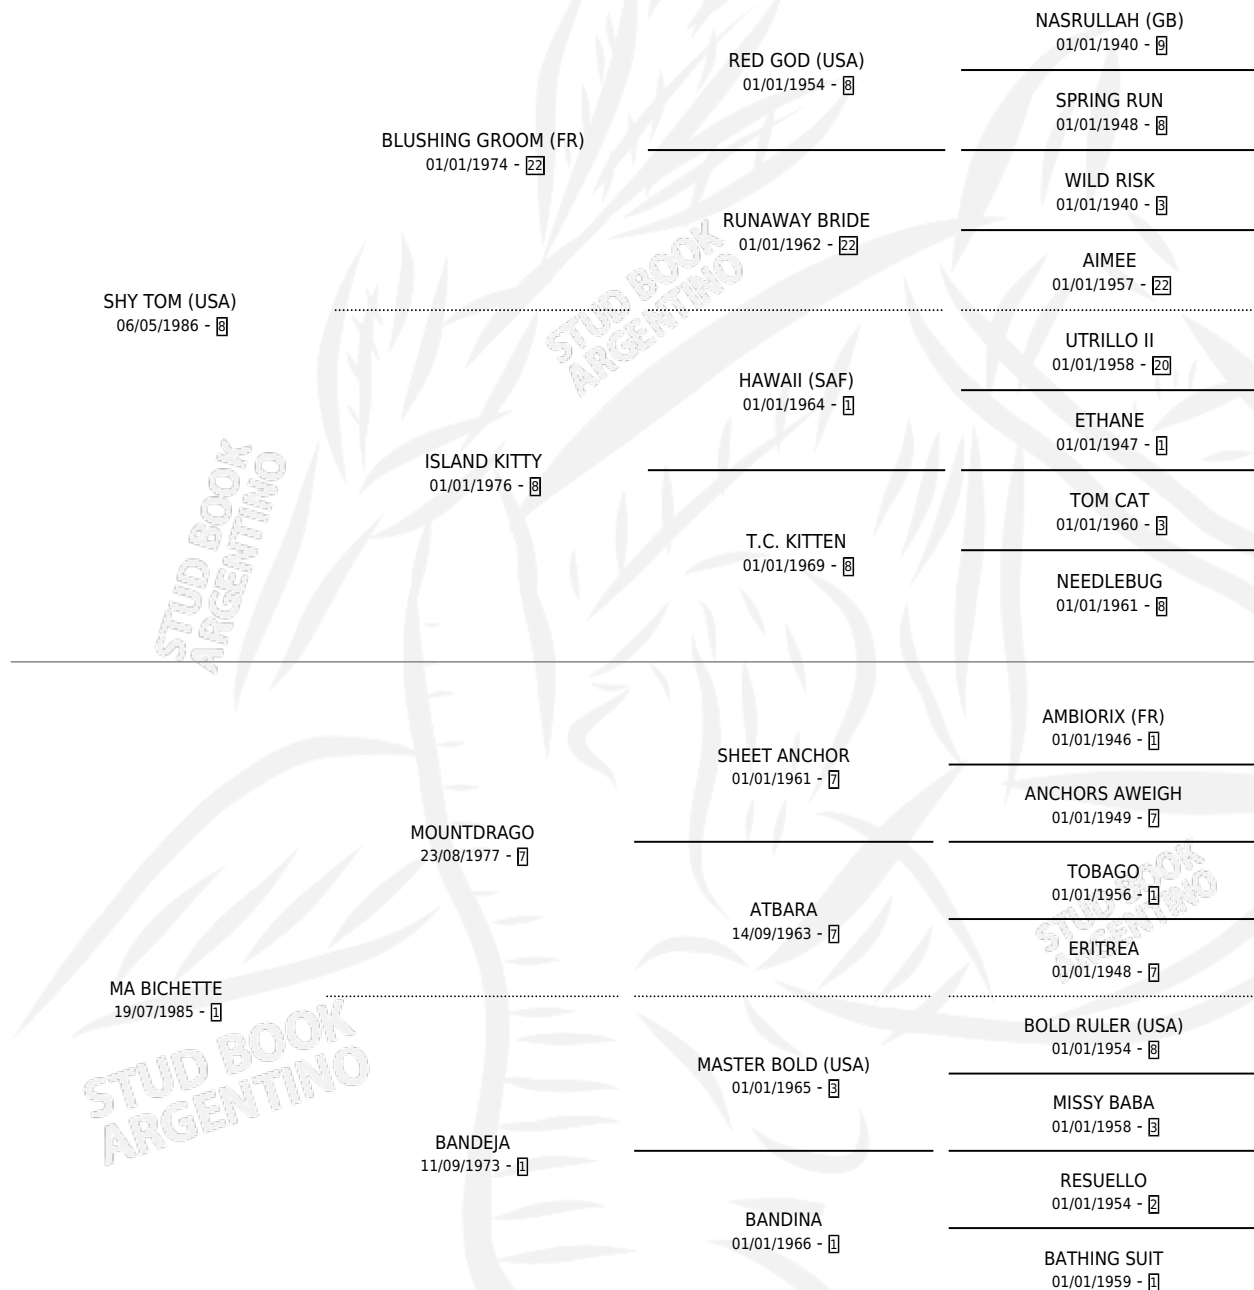 NASRULLAH (GB)
01/01/1940 - 9
RED GOD (USA)
01/01/1954 - 8
SPRING RUN
01/01/1948 - 8
BLUSHING GROOM (FR)
01/01/1974 - 22
WILD RISK
01/01/1940 - 3
RUNAWAY BRIDE
01/01/1962 - 22
AIMEE
01/01/1957 - 22
SHY TOM (USA)
06/05/1986 - 8
UTRILLO II
01/01/1958 - 20
HAWAII (SAF)
01/01/1964 - 1
ETHANE
01/01/1947 - 1
ISLAND KITTY
01/01/1976 - 8
TOM CAT
01/01/1960 - 3
T.C. KITTEN
01/01/1969 - 8
NEEDLEBUG
01/01/1961 - 8
AMBIORIX (FR)
01/01/1946 - 1
SHEET ANCHOR
01/01/1961 - 7
ANCHORS AWEIGH
01/01/1949 - 7
MOUNTDRAGO
23/08/1977 - 7
TOBAGO
01/01/1956 - 1
ATBARA
14/09/1963 - 7
ERITREA
01/01/1948 - 7
MA BICHETTE
19/07/1985 - 1
BOLD RULER (USA)
01/01/1954 - 8
MASTER BOLD (USA)
01/01/1965 - 3
MISSY BABA
01/01/1958 - 3
BANDEJA
11/09/1973 - 1
RESUELLO
01/01/1954 - 2
BANDINA
01/01/1966 - 1
BATHING SUIT
01/01/1959 - 1
STUD BOOK
ARGENTINO
STUD BOOK
ARGENTINO
STUD BOOK
ARGENTINO
STUD BOOK
ARGENTINO